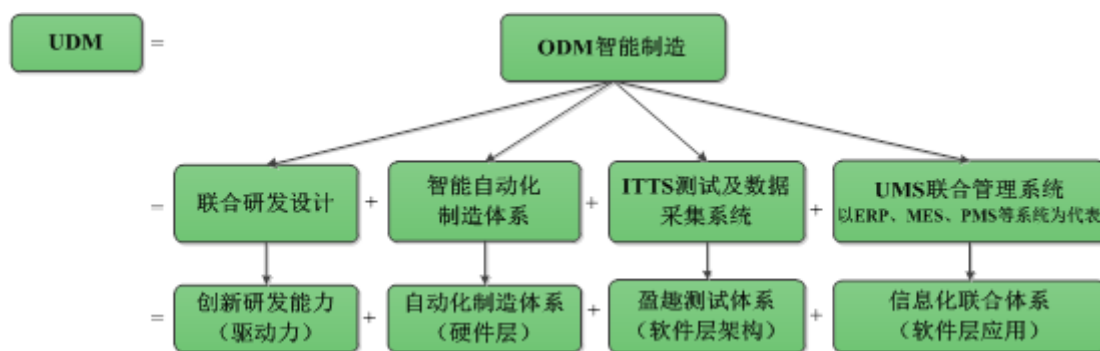 UDM = ODM智能制造
= 联合研发设计 + 智能自动化 + ITTS测试及数据 + UMS联合管理系统
制造体系 采集系统 以ERP、MES、PMS等系统为代表
= 创新研发能力 + 自动化制造体系 + 盈趣测试体系 + 信息化联合体系
（驱动力） （硬件层） （软件层架构） （软件层应用）